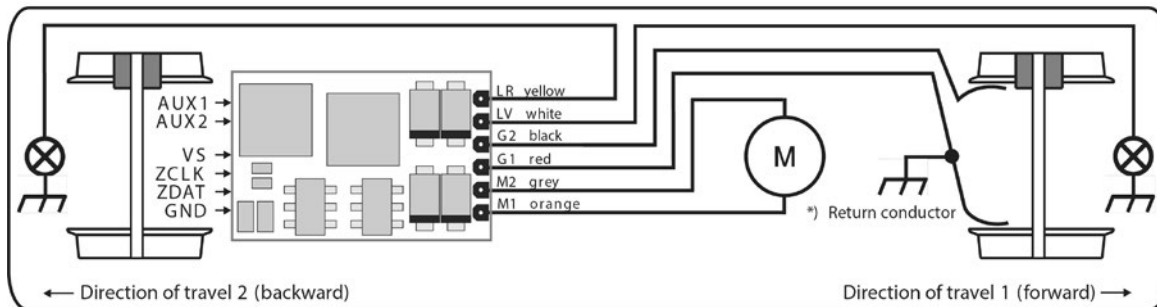 LR yellow
LV white
G2 black
G1 red
M2 grey
M1 orange
AUX1
AUX2
VS
ZCLK
ZDAT
GND
M
*) Return conductor
← Direction of travel 2 (backward)
Direction of travel 1 (forward) →